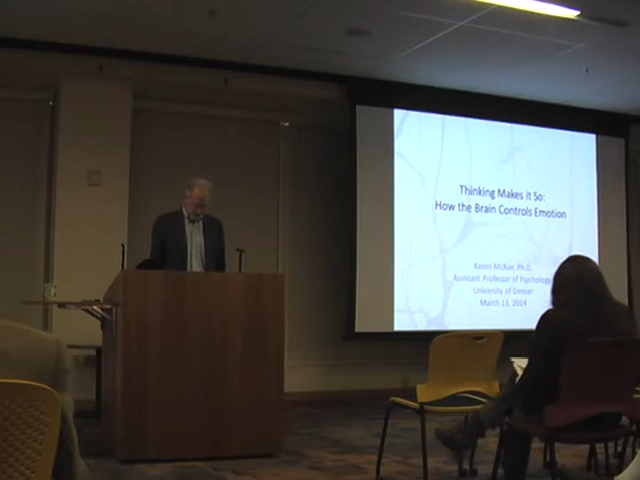 Thinking Makes it So:
How the Brain Controls Emotion
Kateri McRae, Ph.D.
Assistant Professor of Psychology
University of Denver
March 13, 2014